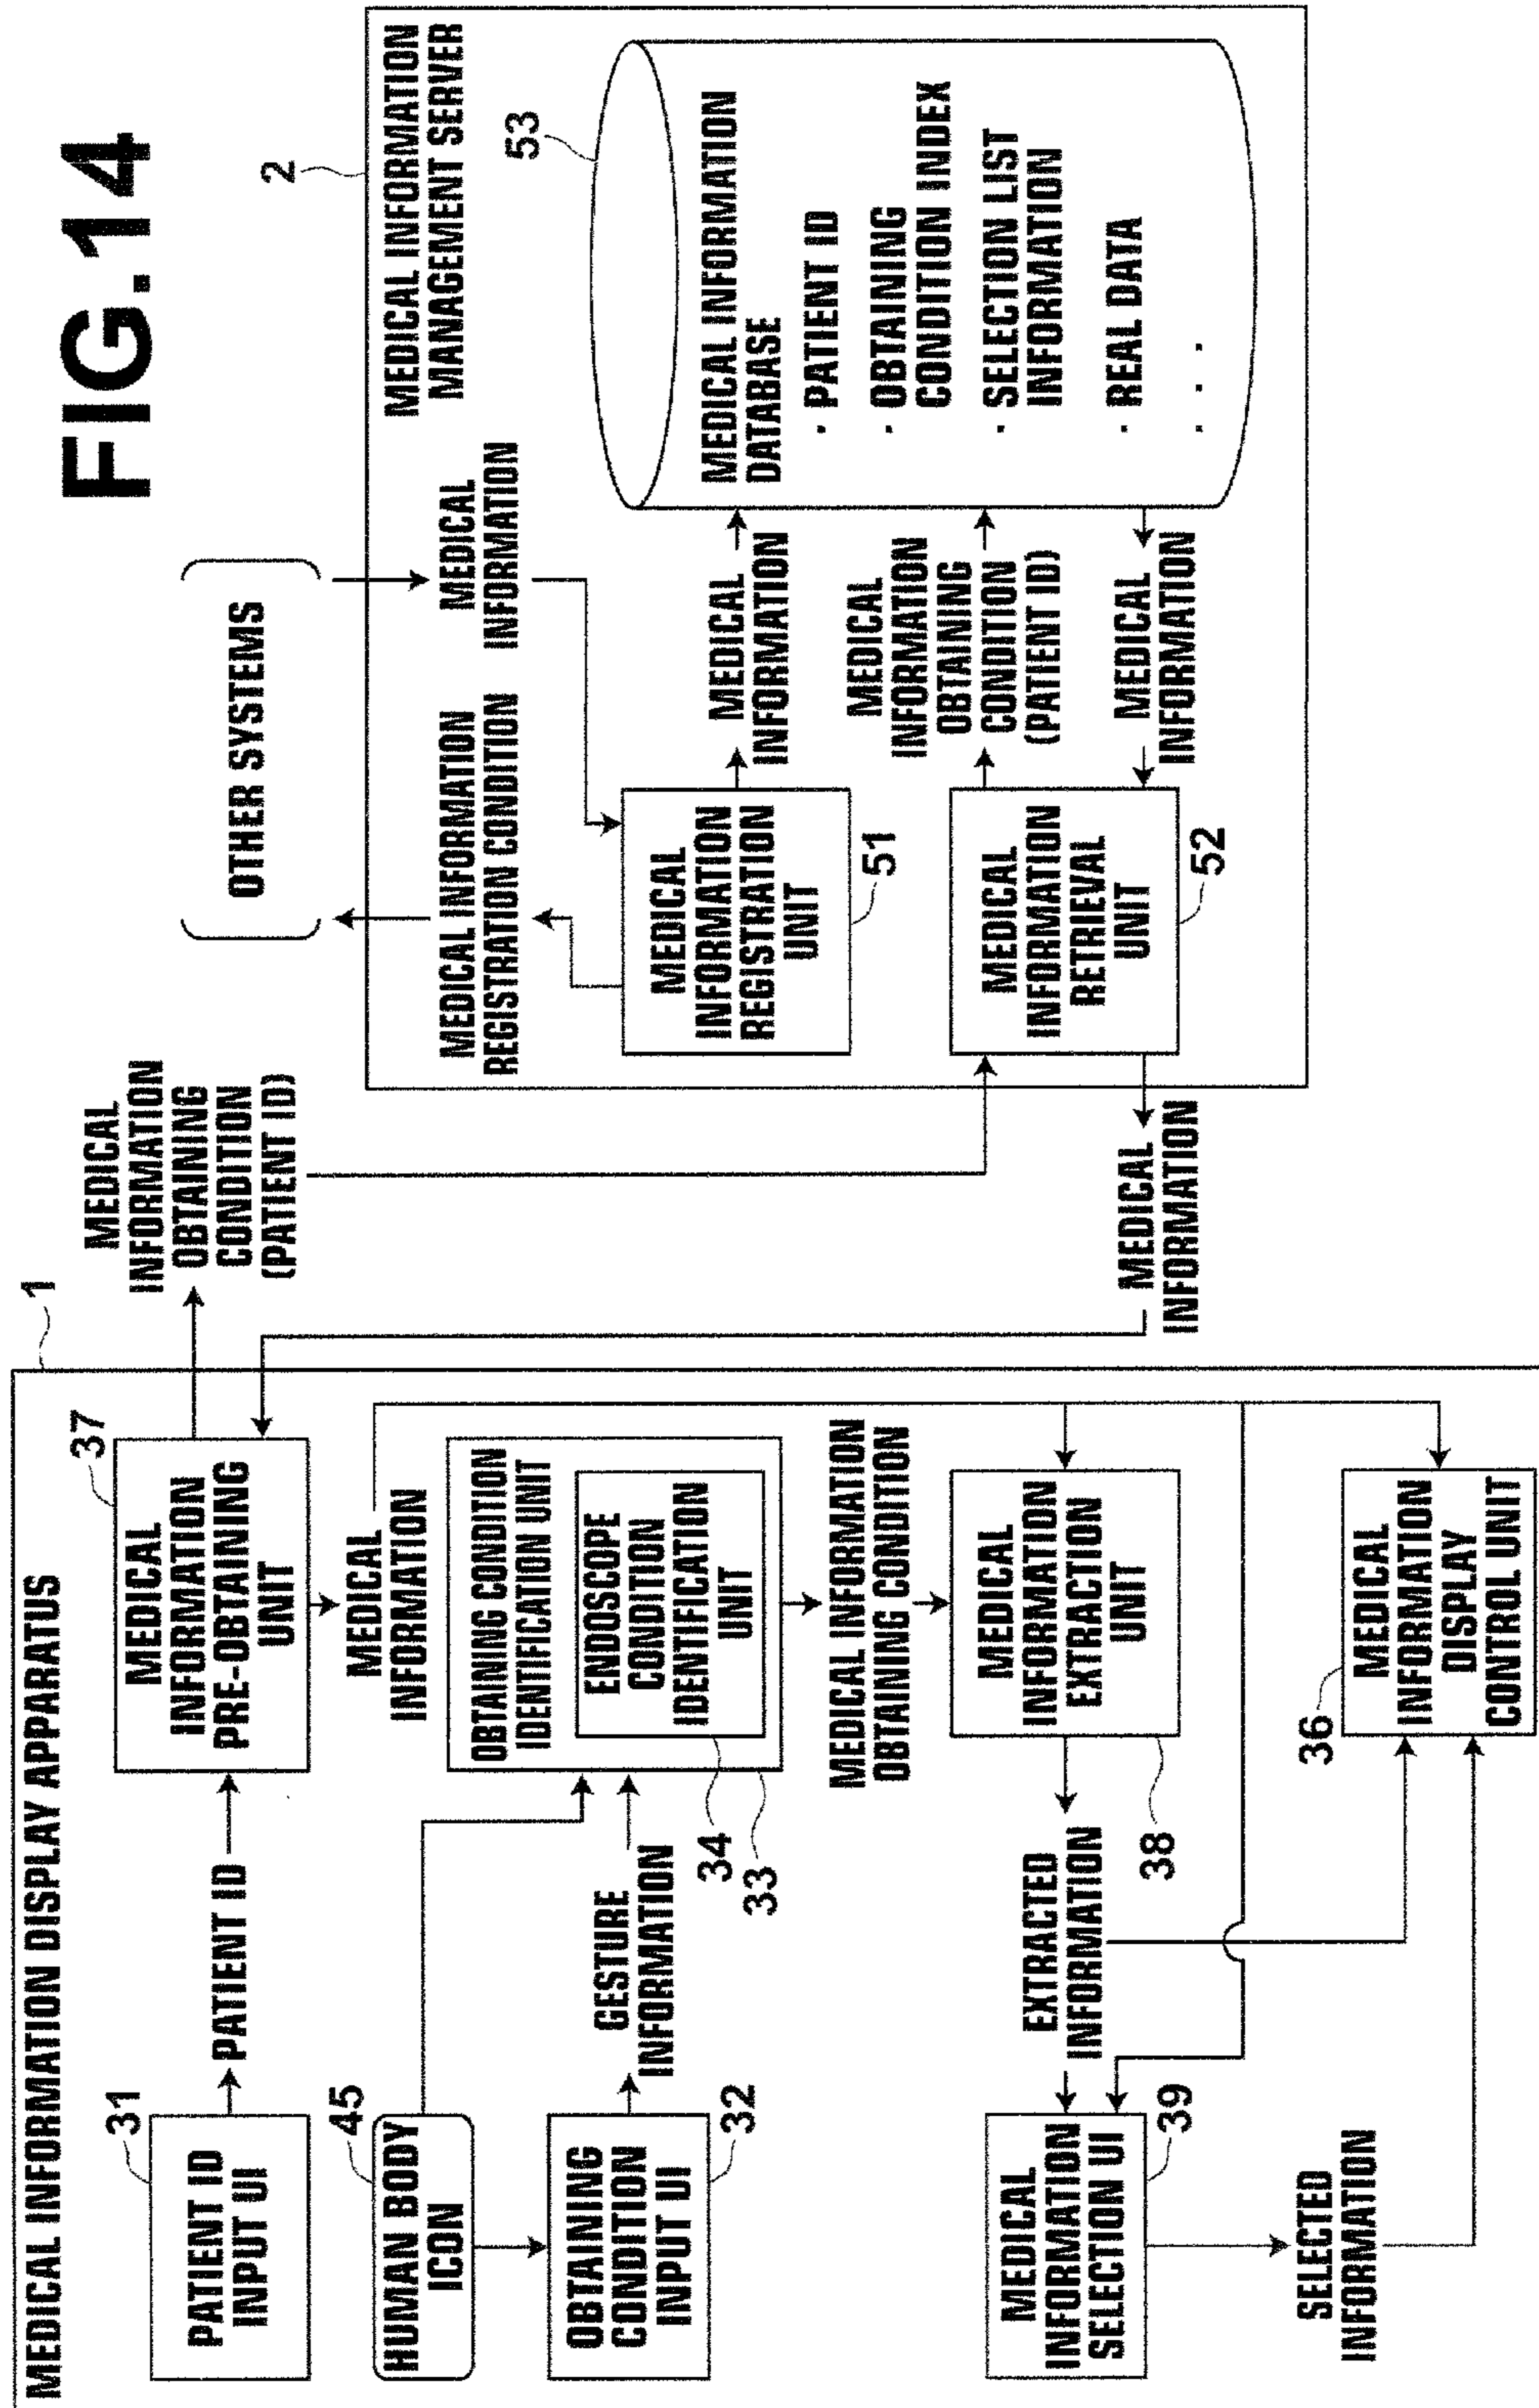 FIG.14
MEDICAL INFORMATION DISPLAY APPARATUS
1
31
PATIENT ID
INPUT UI
PATIENT ID
37
MEDICAL
INFORMATION
PRE-OBTAINING
UNIT
MEDICAL
INFORMATION
OBTAINING
CONDITION
(PATIENT ID)
MEDICAL
INFORMATION
45
HUMAN BODY
ICON
OBTAINING
CONDITION
INPUT UI
32
GESTURE
INFORMATION
OBTAINING CONDITION
IDENTIFICATION UNIT
ENDOSCOPE
CONDITION
IDENTIFICATION
UNIT
34
33
MEDICAL INFORMATION
OBTAINING CONDITION
MEDICAL
INFORMATION
EXTRACTION
UNIT
38
EXTRACTED
INFORMATION
MEDICAL
INFORMATION
SELECTION UI
39
SELECTED
INFORMATION
36
MEDICAL
INFORMATION
DISPLAY
CONTROL UNIT
MEDICAL
INFORMATION
OTHER SYSTEMS
2
MEDICAL INFORMATION
MANAGEMENT SERVER
MEDICAL INFORMATION
REGISTRATION CONDITION
MEDICAL
INFORMATION
MEDICAL
INFORMATION
REGISTRATION
UNIT
51
MEDICAL
INFORMATION
MEDICAL
INFORMATION
RETRIEVAL
UNIT
52
MEDICAL
INFORMATION
OBTAINING
CONDITION
(PATIENT ID)
MEDICAL
INFORMATION
53
MEDICAL INFORMATION
DATABASE
· PATIENT ID
· OBTAINING
CONDITION INDEX
· SELECTION LIST
INFORMATION
· REAL DATA
· · ·